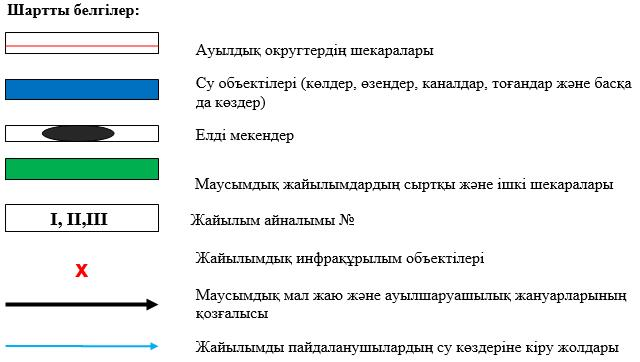 Шартты белгілер:
Ауылдық округтердің шекаралары
Су объектілері (көлдер, өзендер, каналдар, тоғандар және басқа
да көздер)
Елді мекендер
Маусымдық жайылымдардың сыртқы және ішкі шекаралары
I, II,III
Жайылым айналымы №
Жайылымдық инфрақұрылым объектілері
X
Маусымдық мал жаю және ауылшаруашылық жануарларының
қозғалысы
Жайылымды пайдаланушылардың су көздеріне кіру жолдары